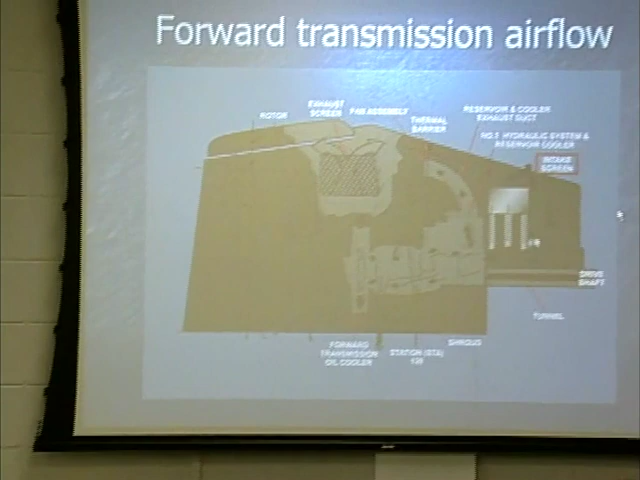 Forward transmission airflow
ROTOR
EXHAUST
SCREEN
FAN ASSEMBLY
THERMAL
BARRIER
RESERVOIR & COOLER
EXHAUST DUCT
NO.1 HYDRAULIC SYSTEM &
RESERVOIR COOLER
INTAKE
SCREEN
DRIVE
SHAFT
TUNNEL
SHROUD
STATION (STA)
120
FORWARD
TRANSMISSION
OIL COOLER